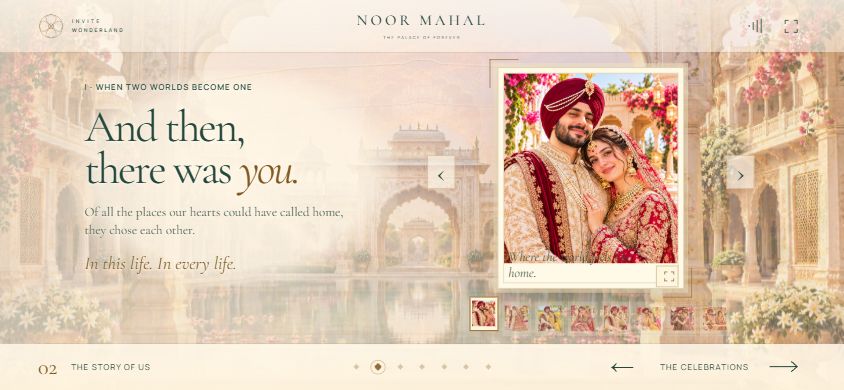 INVITE
WONDERLAND
NOOR MAHAL
THE PALACE OF FOREVER
I · WHEN TWO WORLDS BECOME ONE
And then,
there was you.
Of all the places our hearts could have called home,
they chose each other.
In this life. In every life.
Where the
home.
02 THE STORY OF US
THE CELEBRATIONS